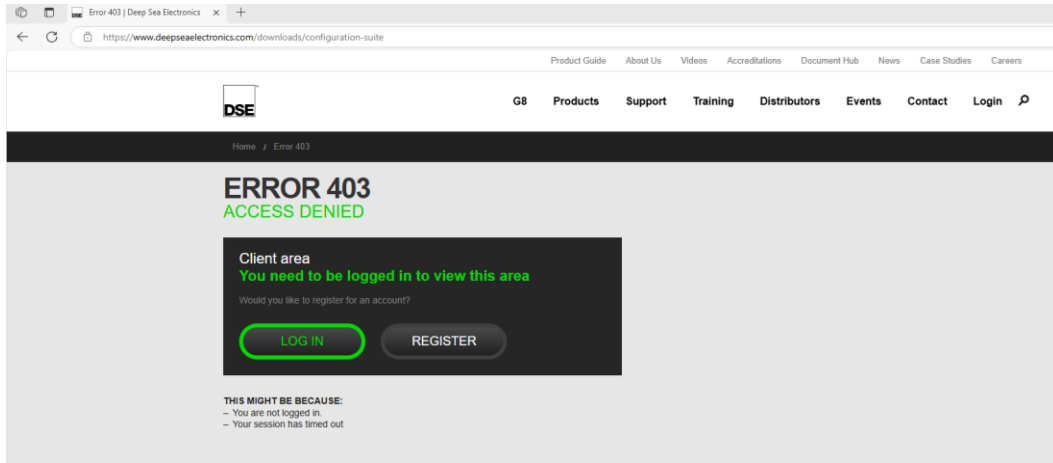 Error 403 | Deep Sea Electronics
https://www.deepseaelectronics.com/downloads/configuration-suite
Product Guide About Us Videos Accreditations Document Hub News Case Studies Careers
DSE G8 Products Support Training Distributors Events Contact Login
Home / Error 403
ERROR 403
ACCESS DENIED
Client area
You need to be logged in to view this area
Would you like to register for an account?
LOG IN REGISTER
THIS MIGHT BE BECAUSE:
– You are not logged in.
– Your session has timed out